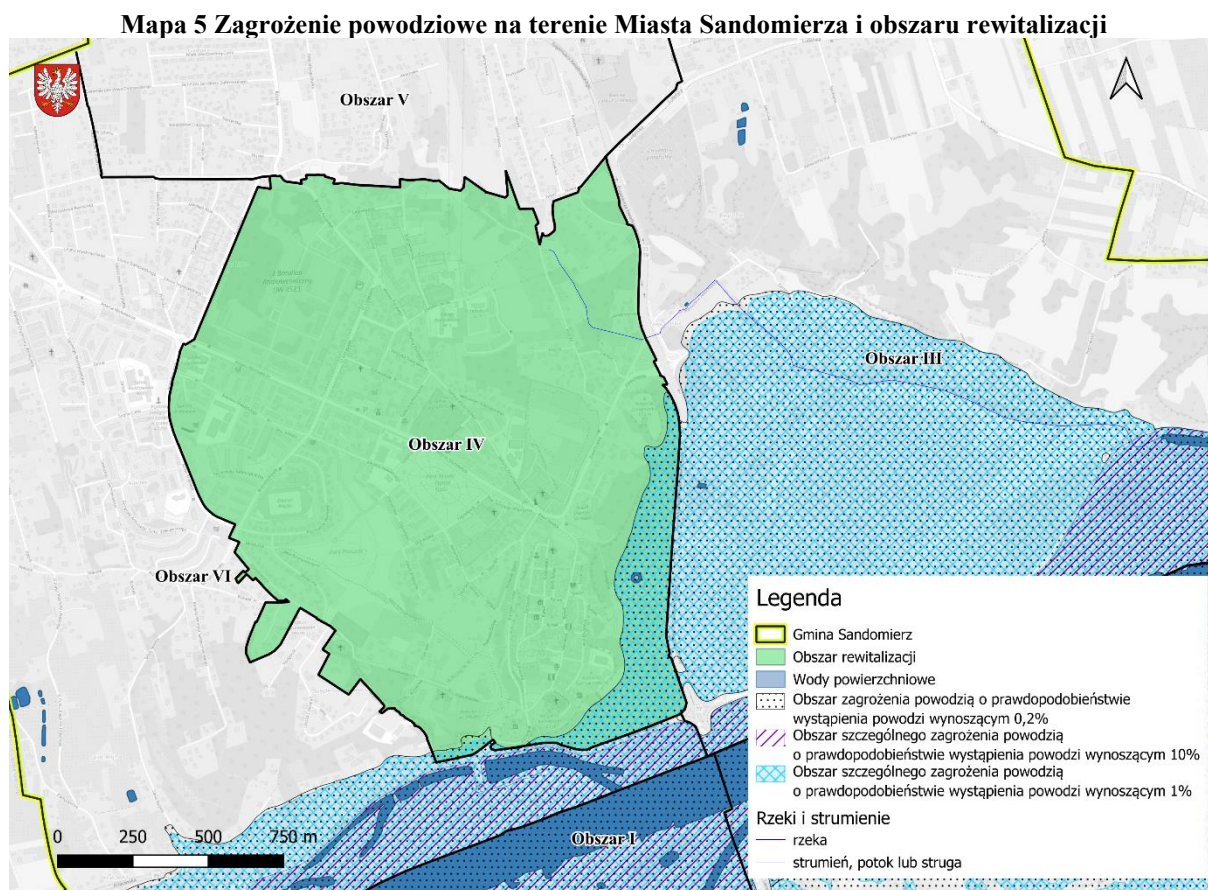 Mapa 5 Zagrożenie powodziowe na terenie Miasta Sandomierza i obszaru rewitalizacji
Obszar V
Obszar III
Obszar IV
Obszar VI
Obszar I
0 250 500 750 m
Legenda
Gmina Sandomierz
Obszar rewitalizacji
Wody powierzchniowe
Obszar zagrożenia powodzią o prawdopodobieństwie
wystąpienia powodzi wynoszącym 0,2%
Obszar szczególnego zagrożenia powodzią
o prawdopodobieństwie wystąpienia powodzi wynoszącym 10%
Obszar szczególnego zagrożenia powodzią
o prawdopodobieństwie wystąpienia powodzi wynoszącym 1%
Rzeki i strumienie
rzeka
strumień, potok lub struga